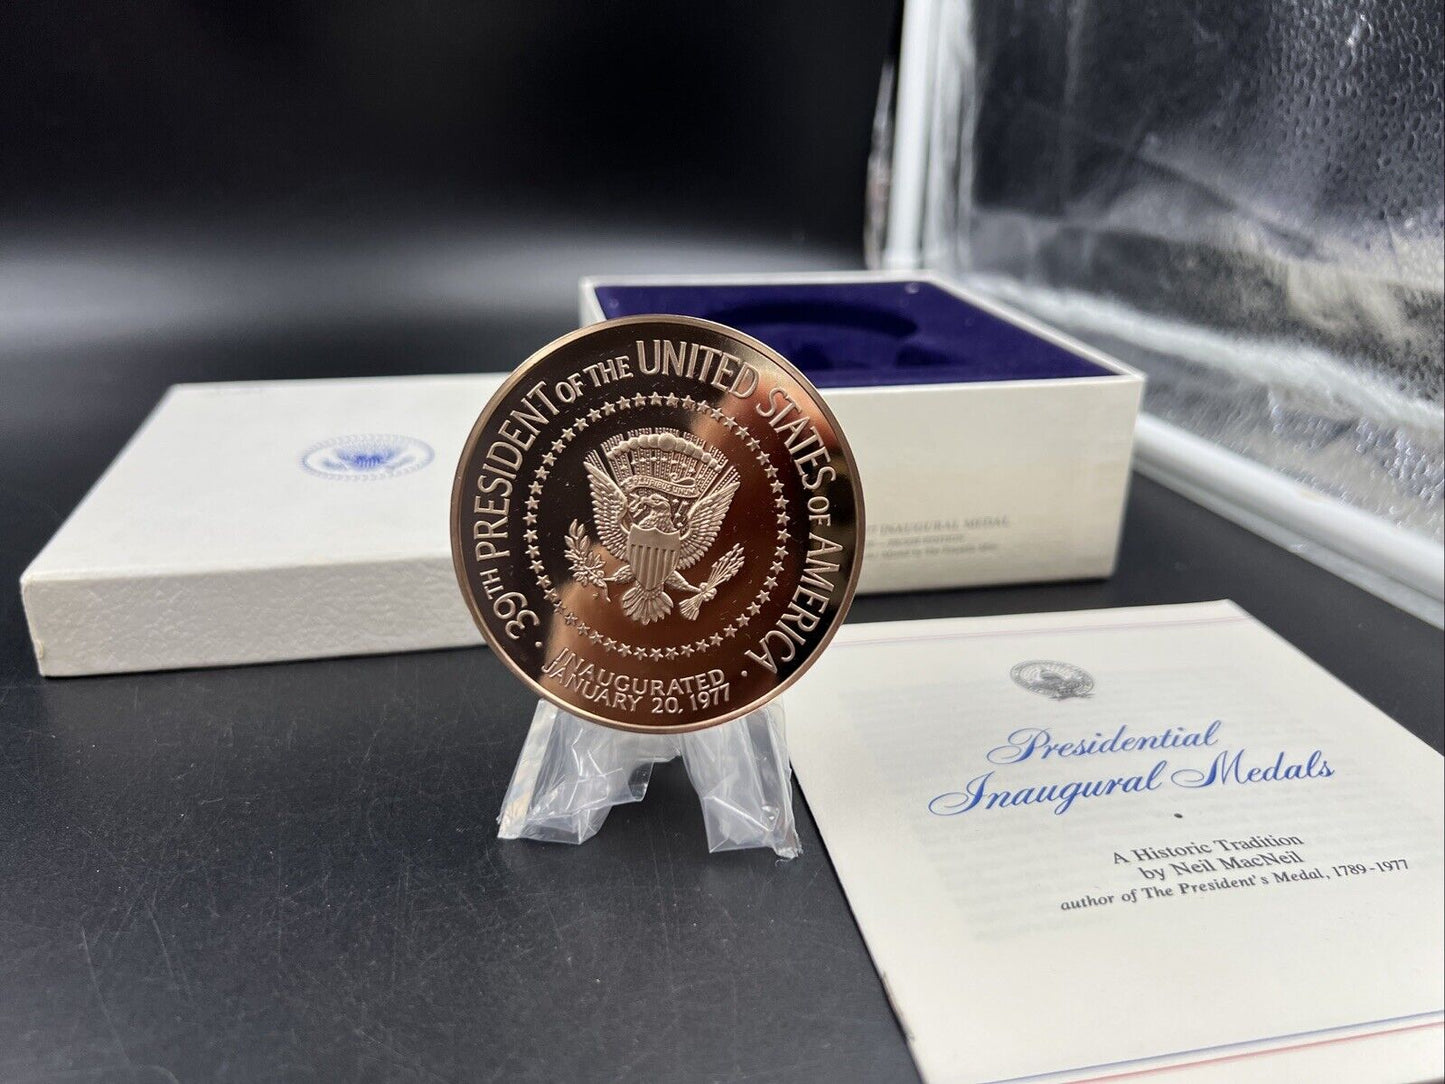 39TH PRESIDENT OF THE UNITED STATES OF AMERICA
INAUGURATED
JANUARY 20, 1977
INAUGURAL MEDAL
Presidential
Inaugural Medals
A Historic Tradition
by Neil MacNeil
author of The President's Medal, 1789-1977